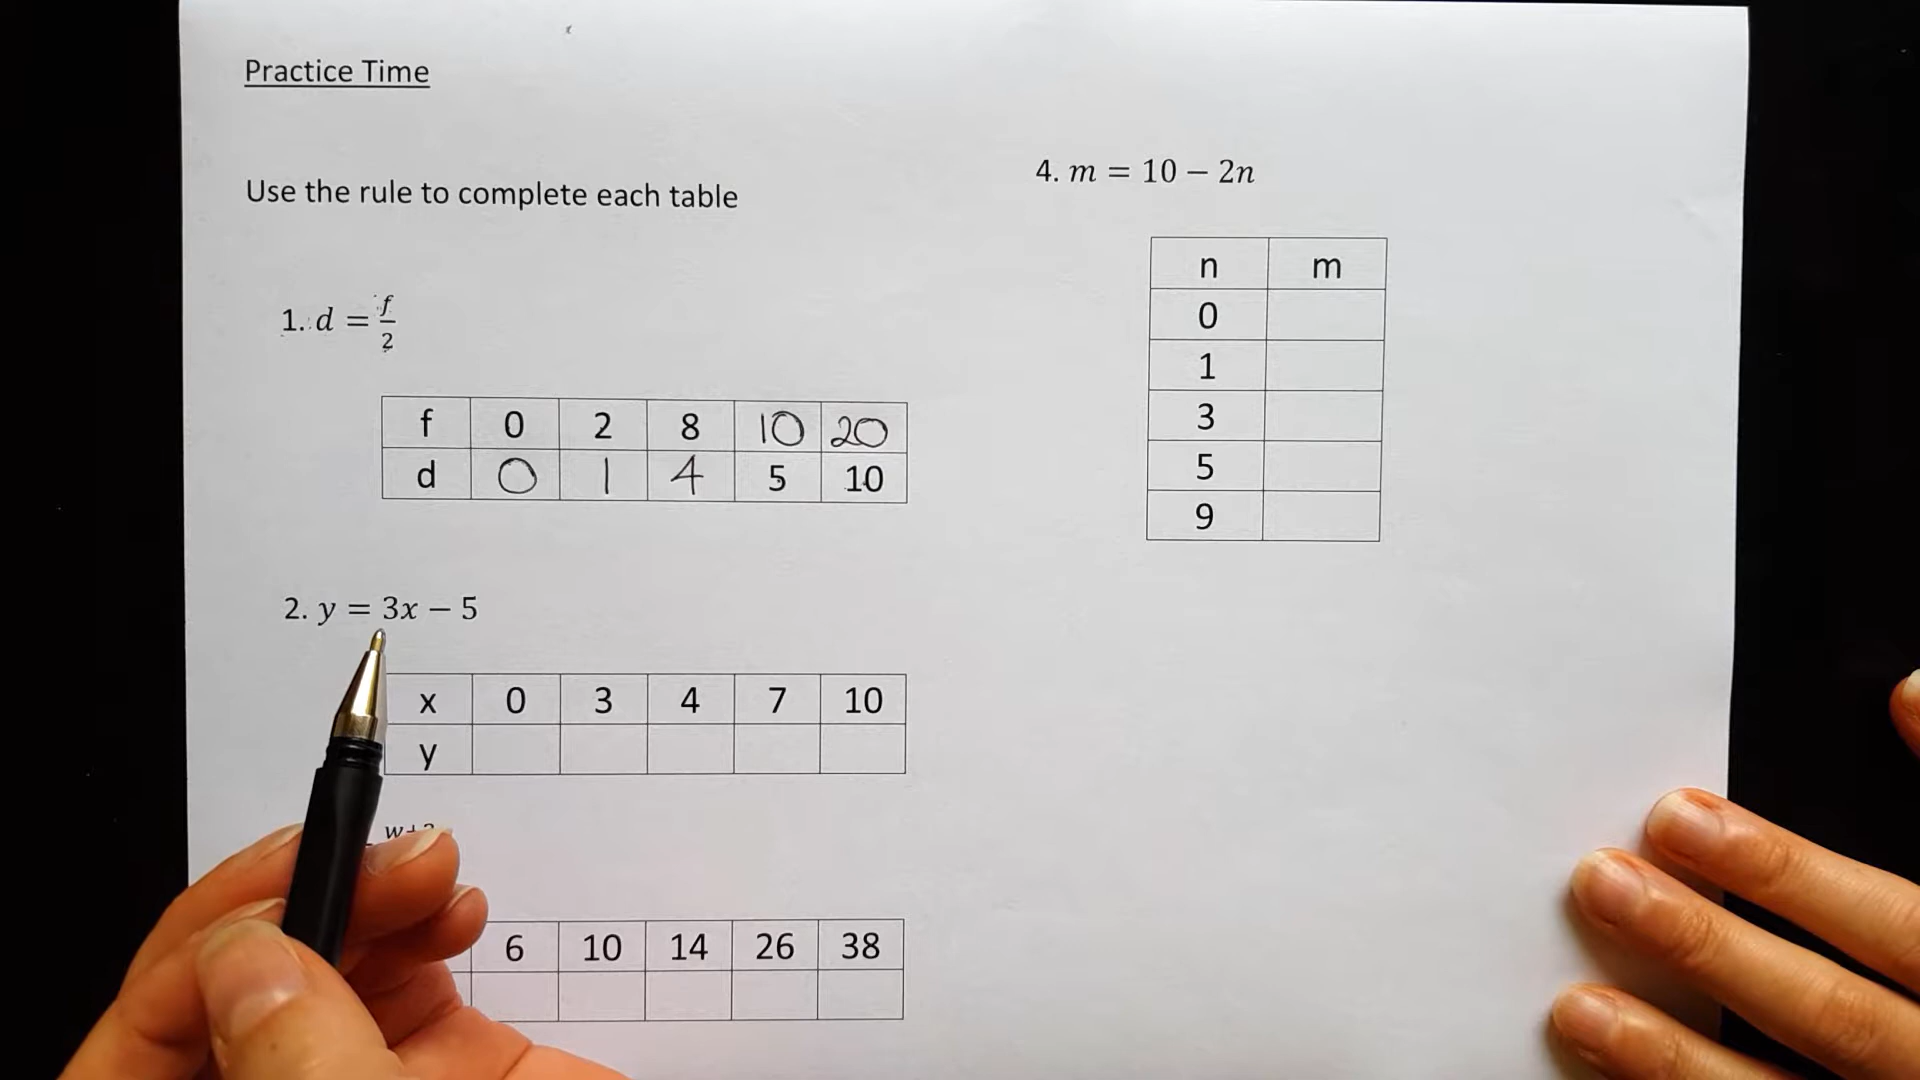 Practice Time
Use the rule to complete each table
1. d = f/2
f 0 2 8 10 20
d 0 1 4 5 10
2. y = 3x − 5
x 0 3 4 7 10
y
6 10 14 26 38
4. m = 10 − 2n
n m
0
1
3
5
9